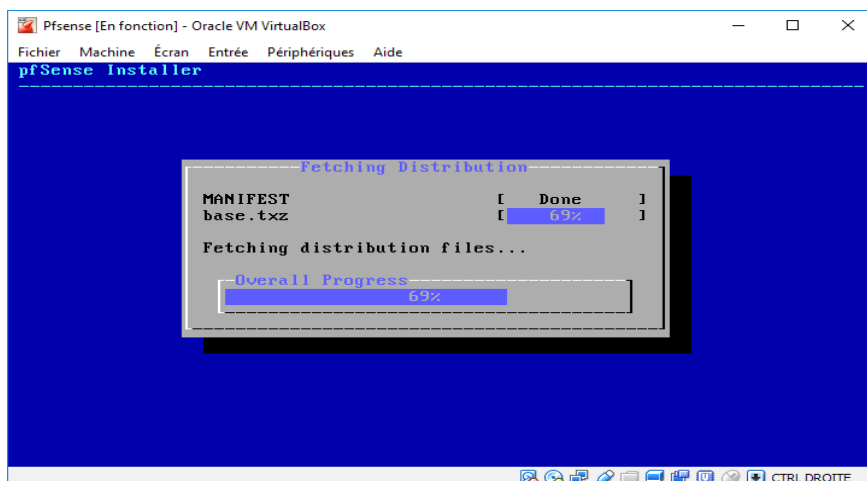 Pfsense [En fonction] - Oracle VM VirtualBox
Fichier Machine Écran Entrée Périphériques Aide
pfSense Installer
Fetching Distribution
MANIFEST [ Done ]
base.txz [ 69% ]
Fetching distribution files...
Overall Progress
69%
CTRL DROITE